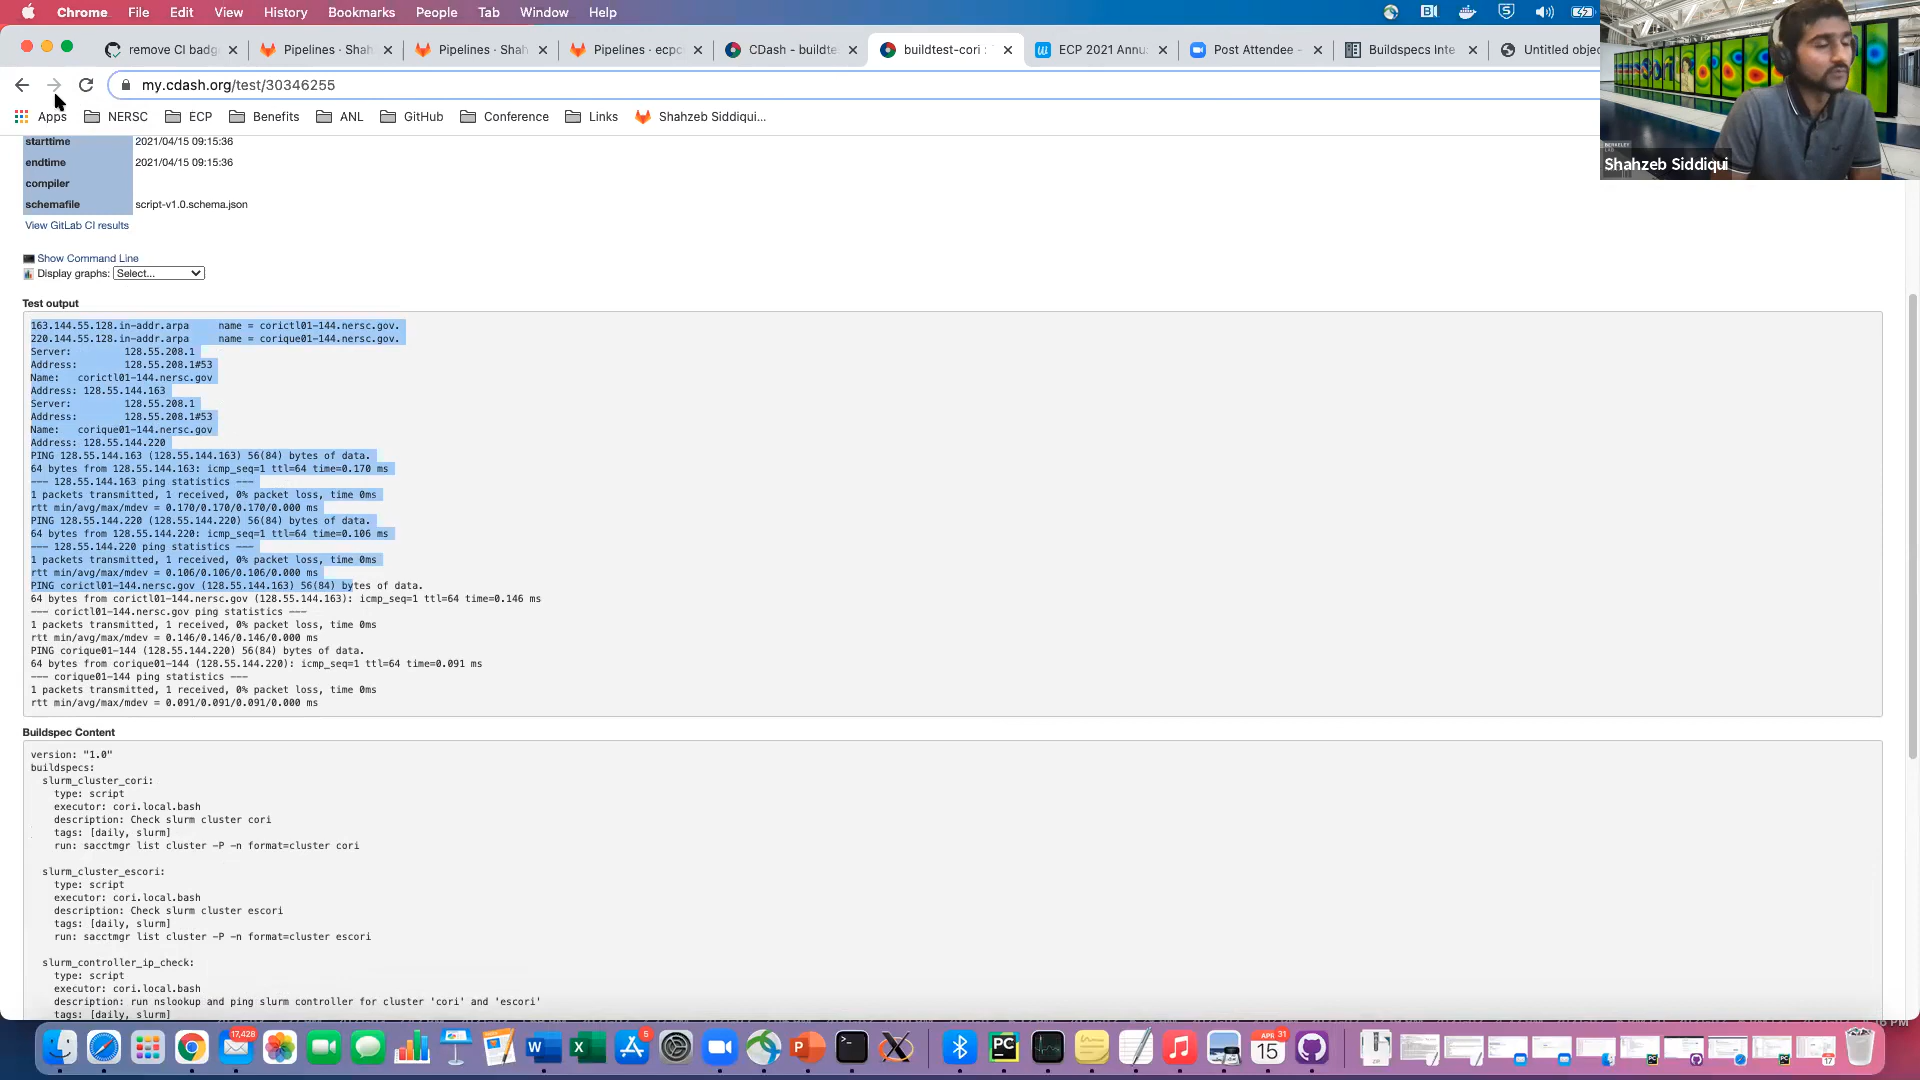 Chrome File Edit View History Bookmarks People Tab Window Help
remove CI badg
Pipelines · Shah
Pipelines · Shah
Pipelines · ecpc
CDash - buildte
buildtest-cori :
ECP 2021 Annu
Post Attendee -
Buildspecs Inte
Untitled objec
my.cdash.org/test/30346255
Apps NERSC ECP Benefits ANL GitHub Conference Links Shahzeb Siddiqui...
Shahzeb Siddiqui
starttime 2021/04/15 09:15:36
endtime 2021/04/15 09:15:36
compiler
schemafile script-v1.0.schema.json
View GitLab CI results
Show Command Line
Display graphs: Select...
Test output
163.144.55.128.in-addr.arpa name = corictl01-144.nersc.gov.
220.144.55.128.in-addr.arpa name = corique01-144.nersc.gov.
Server: 128.55.208.1
Address: 128.55.208.1#53
Name: corictl01-144.nersc.gov
Address: 128.55.144.163
Server: 128.55.208.1
Address: 128.55.208.1#53
Name: corique01-144.nersc.gov
Address: 128.55.144.220
PING 128.55.144.163 (128.55.144.163) 56(84) bytes of data.
64 bytes from 128.55.144.163: icmp_seq=1 ttl=64 time=0.170 ms
--- 128.55.144.163 ping statistics ---
1 packets transmitted, 1 received, 0% packet loss, time 0ms
rtt min/avg/max/mdev = 0.170/0.170/0.170/0.000 ms
PING 128.55.144.220 (128.55.144.220) 56(84) bytes of data.
64 bytes from 128.55.144.220: icmp_seq=1 ttl=64 time=0.106 ms
--- 128.55.144.220 ping statistics ---
1 packets transmitted, 1 received, 0% packet loss, time 0ms
rtt min/avg/max/mdev = 0.106/0.106/0.106/0.000 ms
PING corictl01-144.nersc.gov (128.55.144.163) 56(84) bytes of data.
64 bytes from corictl01-144.nersc.gov (128.55.144.163): icmp_seq=1 ttl=64 time=0.146 ms
--- corictl01-144.nersc.gov ping statistics ---
1 packets transmitted, 1 received, 0% packet loss, time 0ms
rtt min/avg/max/mdev = 0.146/0.146/0.146/0.000 ms
PING corique01-144 (128.55.144.220) 56(84) bytes of data.
64 bytes from corique01-144 (128.55.144.220): icmp_seq=1 ttl=64 time=0.091 ms
--- corique01-144 ping statistics ---
1 packets transmitted, 1 received, 0% packet loss, time 0ms
rtt min/avg/max/mdev = 0.091/0.091/0.091/0.000 ms
Buildspec Content
version: "1.0"
buildspecs:
slurm_cluster_cori:
type: script
executor: cori.local.bash
description: Check slurm cluster cori
tags: [daily, slurm]
run: sacctmgr list cluster -P -n format=cluster cori
slurm_cluster_escori:
type: script
executor: cori.local.bash
description: Check slurm cluster escori
tags: [daily, slurm]
run: sacctmgr list cluster -P -n format=cluster escori
slurm_controller_ip_check:
type: script
executor: cori.local.bash
description: run nslookup and ping slurm controller for cluster 'cori' and 'escori'
tags: [daily, slurm]
17,428
5
APR 31
15